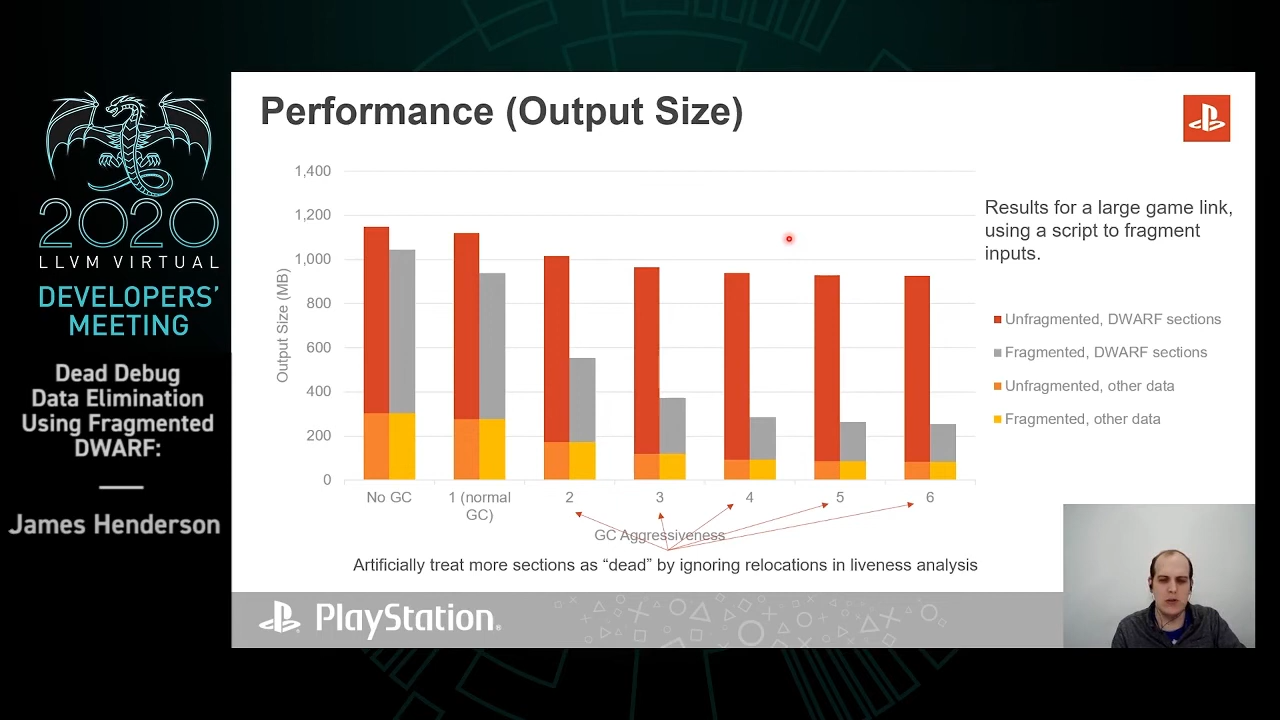 2020
LLVM VIRTUAL
DEVELOPERS'
MEETING
Dead Debug
Data Elimination
Using Fragmented
DWARF:
James Henderson
Performance (Output Size)
1,400
1,200
1,000
800
600
400
200
0
Output Size (MB)
No GC
1 (normal
GC)
2
3
4
5
6
GC Aggressiveness
Artificially treat more sections as “dead” by ignoring relocations in liveness analysis
Results for a large game link,
using a script to fragment
inputs.
Unfragmented, DWARF sections
Fragmented, DWARF sections
Unfragmented, other data
Fragmented, other data
PlayStation®